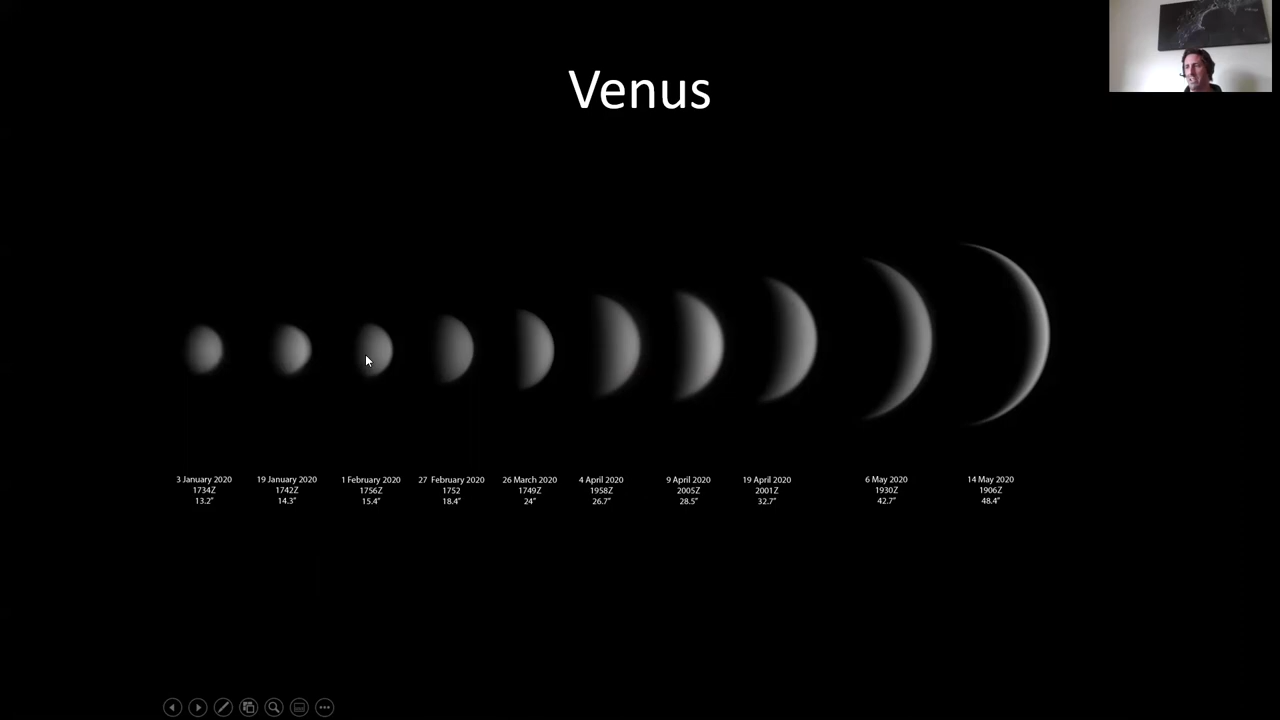 Venus
3 January 2020
1734Z
13.2"
19 January 2020
1742Z
14.3"
1 February 2020
1756Z
15.4"
27 February 2020
1752
18.4"
26 March 2020
1749Z
24"
4 April 2020
1958Z
26.7"
9 April 2020
2005Z
28.5"
19 April 2020
2001Z
32.7"
6 May 2020
1930Z
42.7"
14 May 2020
1906Z
48.4"